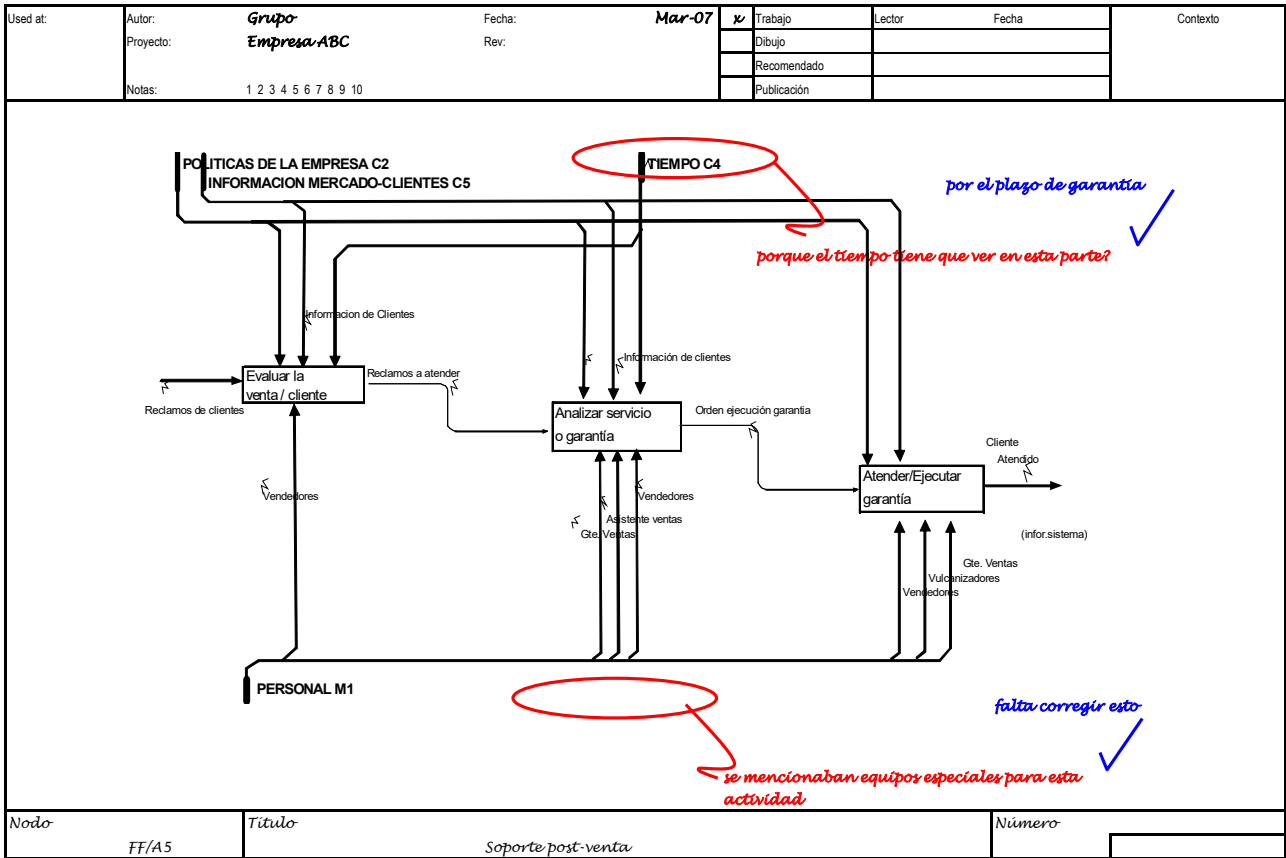 Used at:
Autor: Grupo Fecha: Mar-07 x Trabajo Lector Fecha Contexto
Proyecto: Empresa ABC Rev: Dibujo
Recomendado
Notas: 1 2 3 4 5 6 7 8 9 10 Publicación
POLITICAS DE LA EMPRESA C2
TIEMPO C4
INFORMACION MERCADO-CLIENTES C5
por el plazo de garantía
porque el tiempo tiene que ver en esta parte?
Informacion de Clientes
Información de clientes
Evaluar la
venta / cliente
Reclamos a atender
Reclamos de clientes
Analizar servicio
o garantía
Orden ejecución garantia
Cliente
Atendido
Atender/Ejecutar
garantía
Vendedores
Vendedores
Asistente ventas
Gte. Ventas
(infor.sistema)
Gte. Ventas
Vulcanizadores
Vendedores
PERSONAL M1
falta corregir esto
se mencionaban equipos especiales para esta
actividad
Nodo Título Número
FF/A5 Soporte post-venta